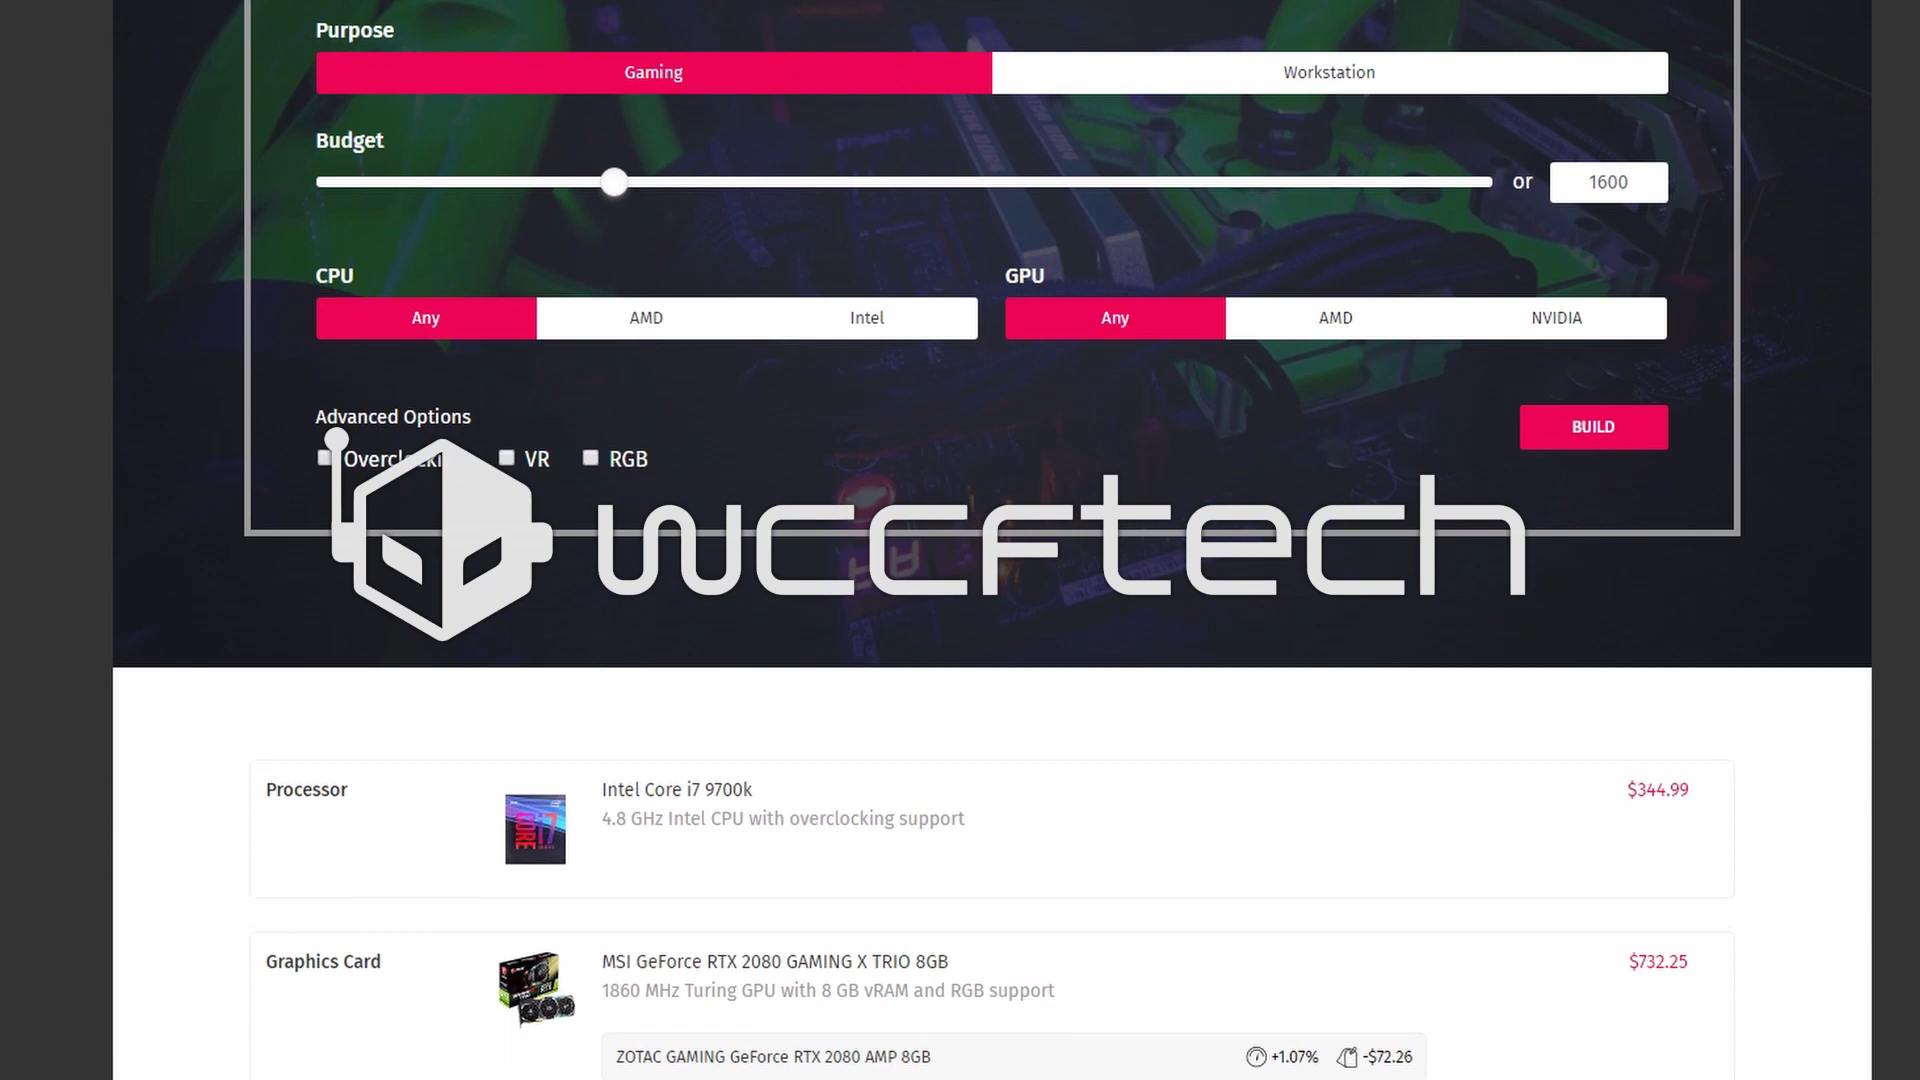 Purpose
Gaming
Workstation
Budget
or
1600
CPU
GPU
Any
AMD
Intel
Any
AMD
NVIDIA
Advanced Options
BUILD
VR
RGB
wccftech
Processor
Intel Core i7 9700k
$344.99
4.8 GHz Intel CPU with overclocking support
CORE i7
Graphics Card
MSI GeForce RTX 2080 GAMING X TRIO 8GB
$732.25
1860 MHz Turing GPU with 8 GB vRAM and RGB support
ZOTAC GAMING GeForce RTX 2080 AMP 8GB
+1.07%
-$72.26